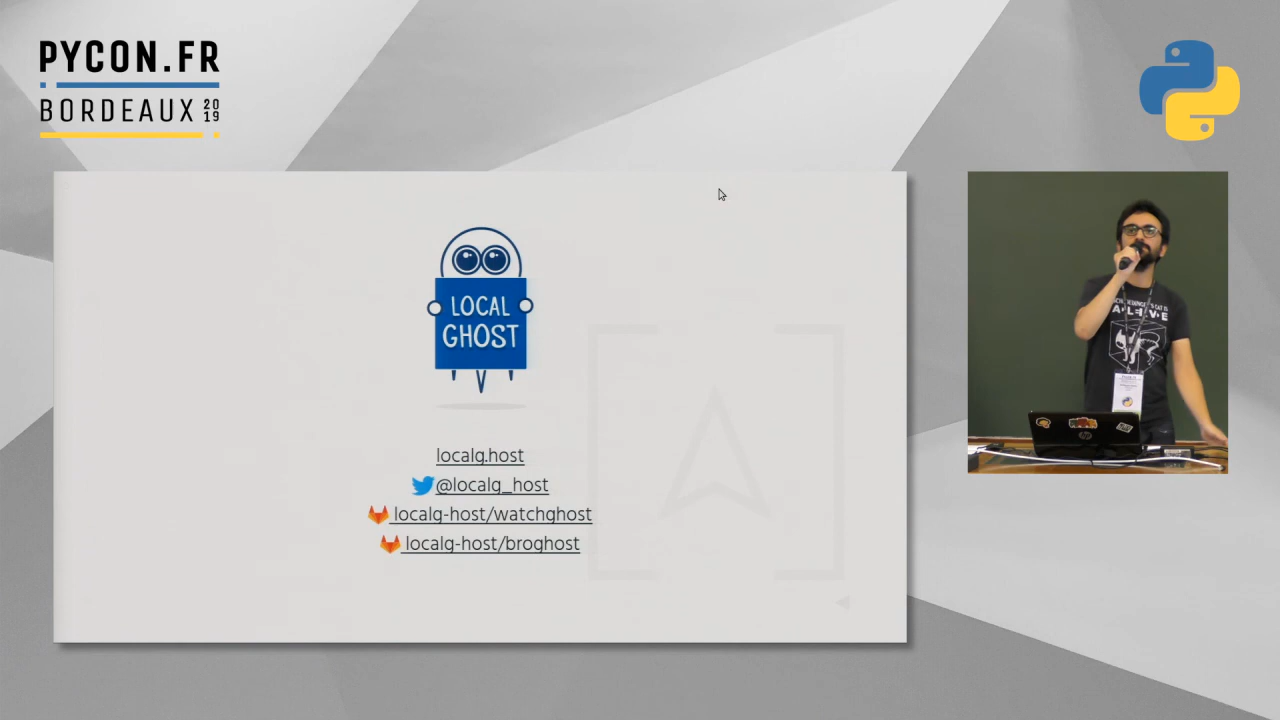 PYCON.FR
BORDEAUX 2019
LOCAL
GHOST
localg.host
@localg_host
localg-host/watchghost
localg-host/broghost